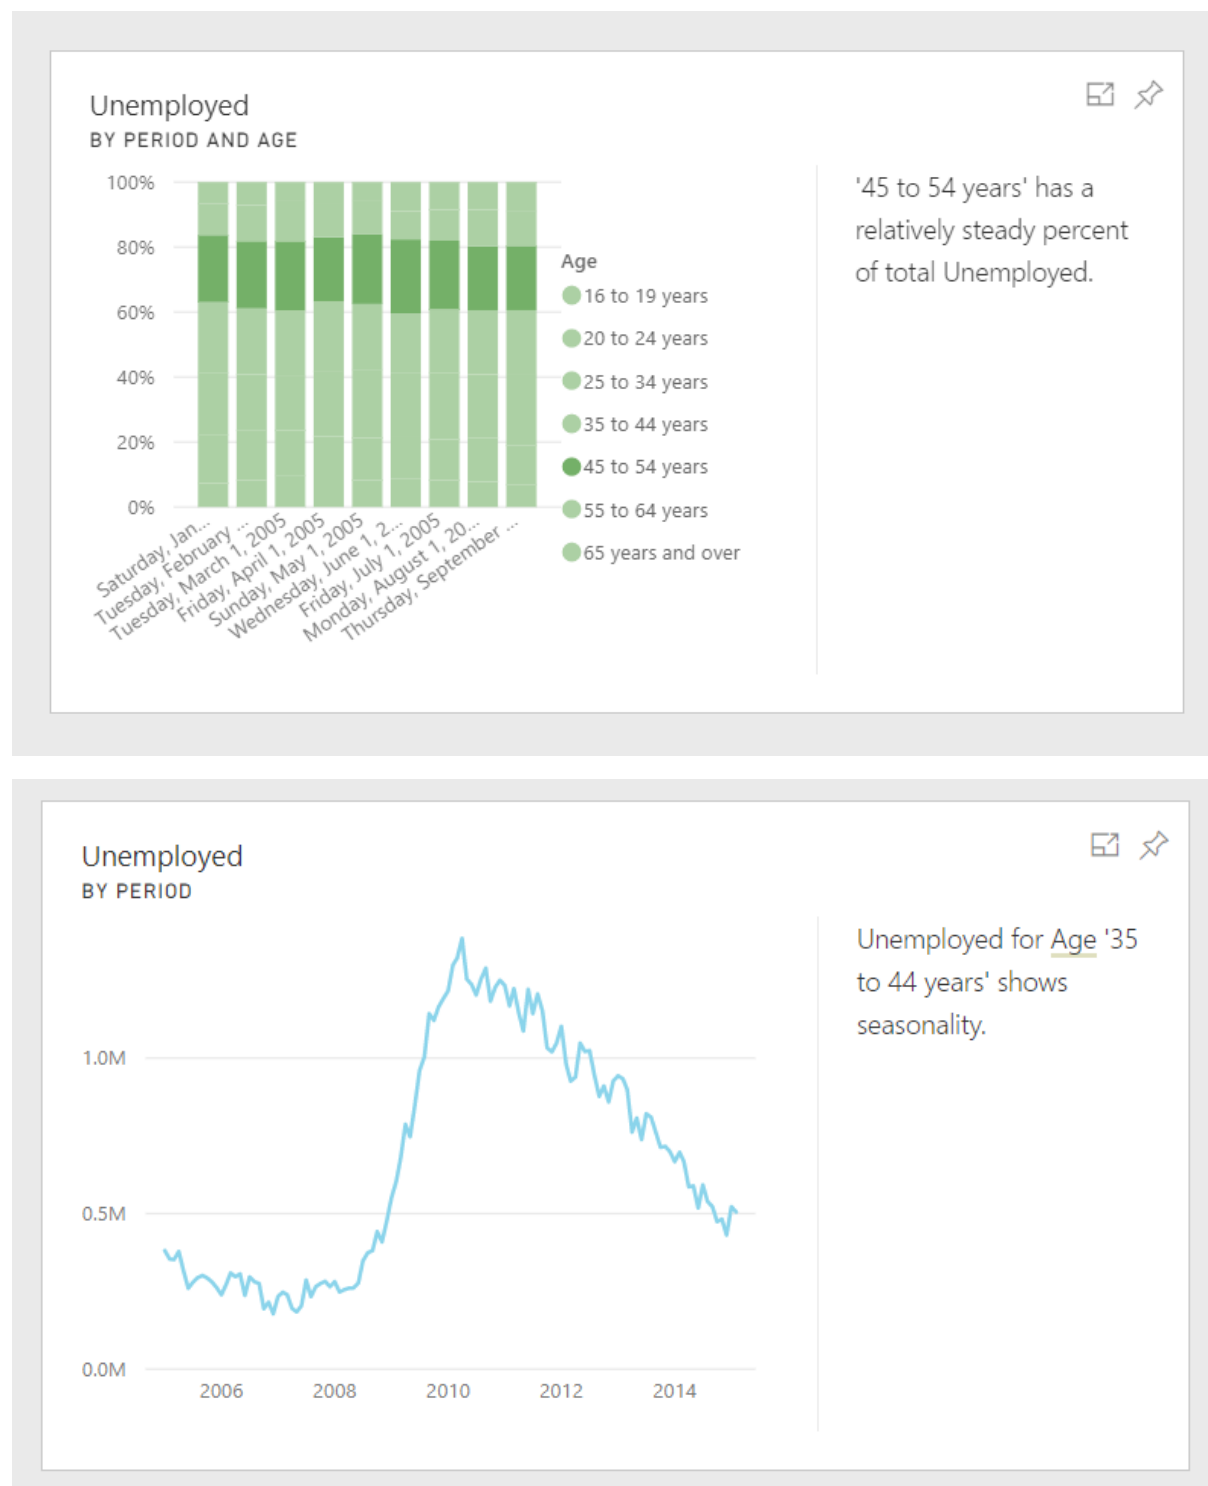 Unemployed
BY PERIOD AND AGE
100%
80%
60%
40%
20%
0%
Saturday, Jan...
Tuesday, February ...
Tuesday, March 1, 2005
Friday, April 1, 2005
Sunday, May 1, 2005
Wednesday, June 1, 2...
Friday, July 1, 2005
Monday, August 1, 20...
Thursday, September ...
Age
16 to 19 years
20 to 24 years
25 to 34 years
35 to 44 years
45 to 54 years
55 to 64 years
65 years and over
'45 to 54 years' has a
relatively steady percent
of total Unemployed.
Unemployed
BY PERIOD
1.0M
0.5M
0.0M
2006 2008 2010 2012 2014
Unemployed for Age '35
to 44 years' shows
seasonality.